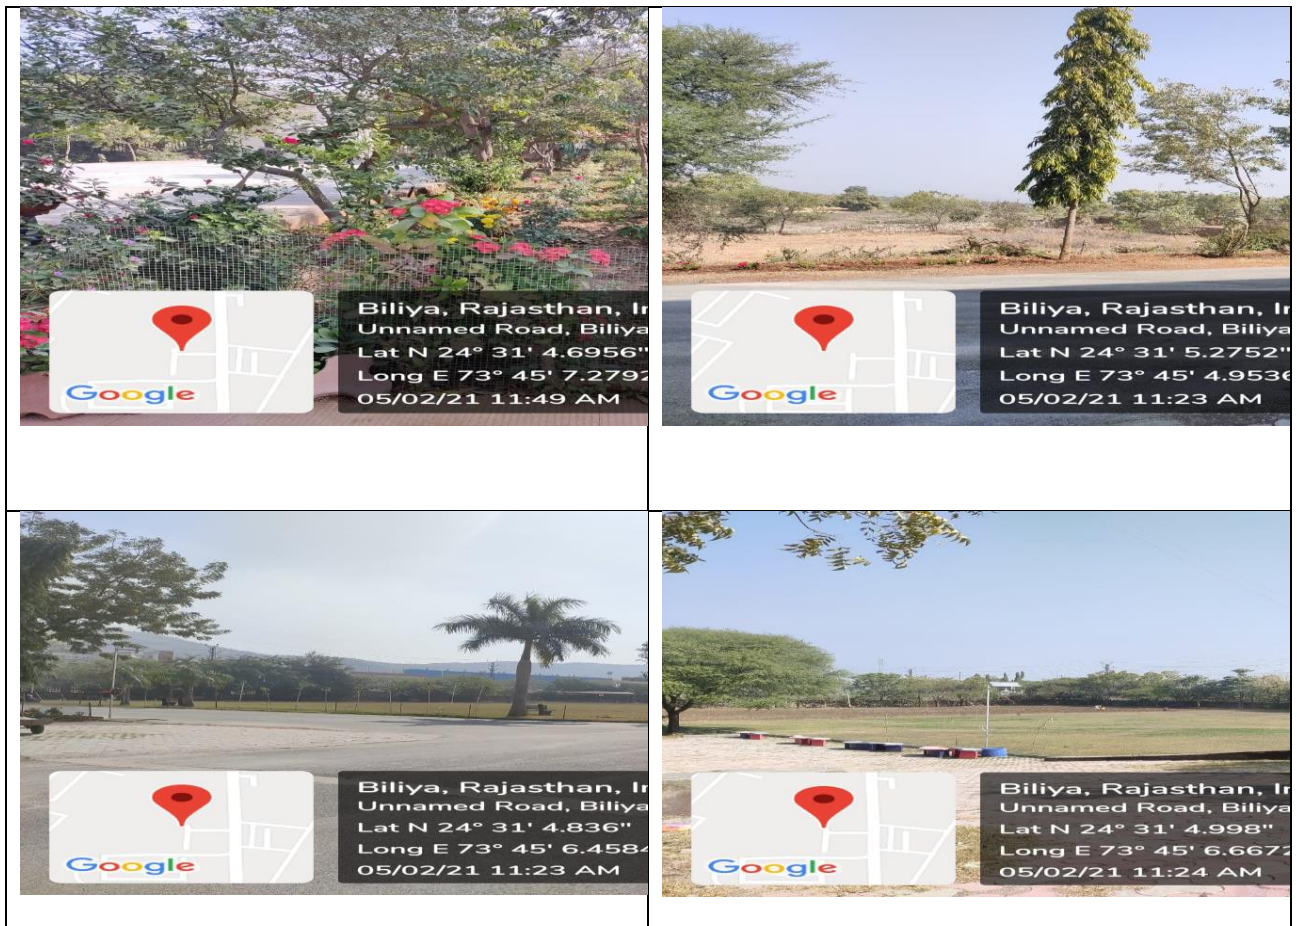 Google
Biliya, Rajasthan,
Unnamed Road, Biliya
Lat N 24° 31' 4.6956"
Long E 73° 45' 7.2792
05/02/21 11:49 AM
Google
Biliya, Rajasthan,
Unnamed Road, Biliya
Lat N 24° 31' 5.2752"
Long E 73° 45' 4.9536
05/02/21 11:23 AM
Google
Biliya, Rajasthan,
Unnamed Road, Biliya
Lat N 24° 31' 4.836"
Long E 73° 45' 6.4584
05/02/21 11:23 AM
Google
Biliya, Rajasthan,
Unnamed Road, Biliya
Lat N 24° 31' 4.998"
Long E 73° 45' 6.6672
05/02/21 11:24 AM